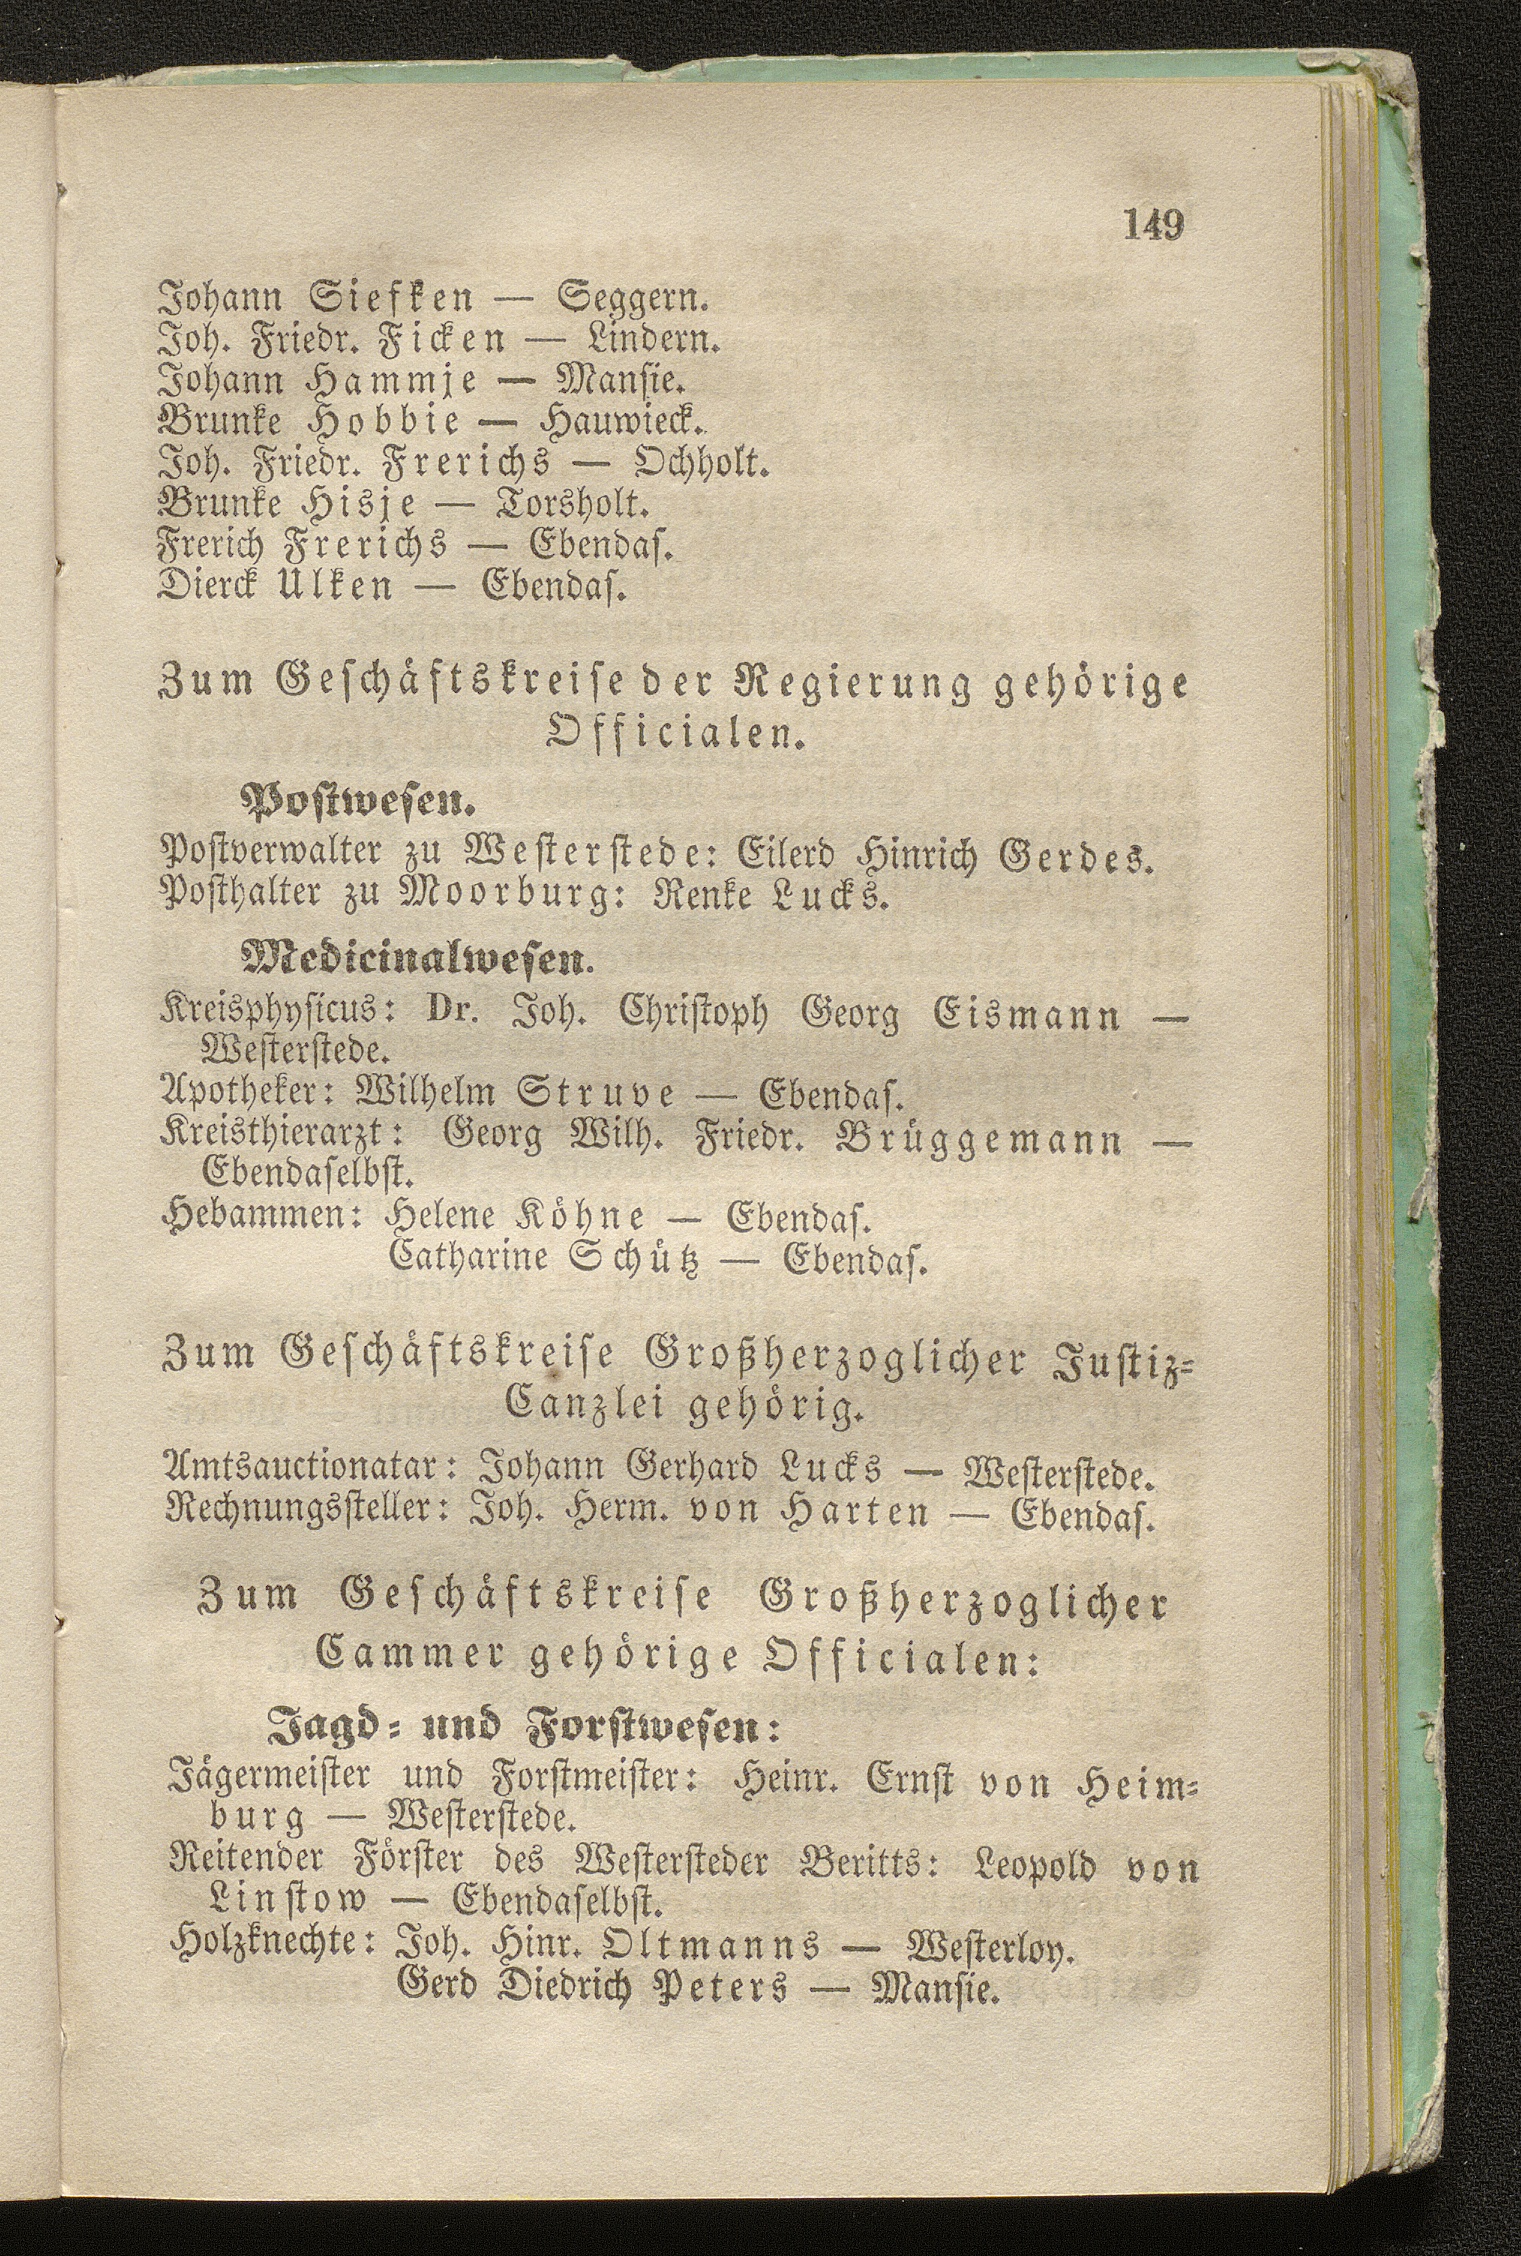 149
Johann Siefken — Seggern.
Joh. Friedr. Ficken — Lindern.
Johann Hammje — Mansie.
Brunke Hobbie — Hauwieck.
Joh. Friedr. Frerichs — Ochholt.
Brunke Hisje — Torsholt.
Frerich Frerichs — Ebendas.
Dierck Ulken — Ebendas.
Zum Geschäftskreise der Regierung gehörige
Officialen.
Postwesen.
Postverwalter zu Westerstede: Eilerd Hinrich Gerdes.
Posthalter zu Moorburg: Renke Lucks.
Medicinalwesen.
Kreisphysicus: Dr. Joh. Christoph Georg Eismann —
Westerstede.
Apotheker: Wilhelm Struve — Ebendas.
Kreisthierarzt: Georg Wilh. Friedr. Brüggemann —
Ebendaselbst.
Hebammen: Helene Köhne — Ebendas.
Catharine Schütz — Ebendas.
Zum Geschäftskreise Großherzoglicher Justiz-
Canzlei gehörig.
Amtsauctionatar: Johann Gerhard Lucks — Westerstede.
Rechnungssteller: Joh. Herm. von Harten — Ebendas.
Zum Geschäftskreise Großherzoglicher
Cammer gehörige Officialen:
Jagd- und Forstwesen:
Jägermeister und Forstmeister: Heinr. Ernst von Heim-
burg — Westerstede.
Reitender Förster des Westersteder Beritts: Leopold von
Linstow — Ebendaselbst.
Holzknechte: Joh. Hinr. Oltmanns — Westerloy.
Gerd Diedrich Peters — Mansie.